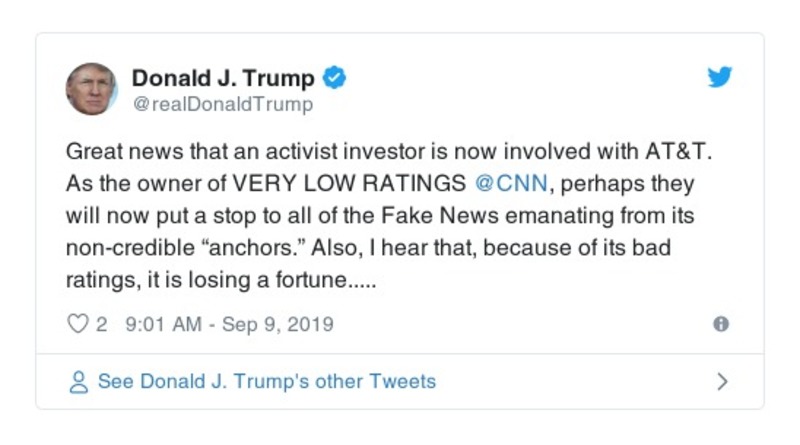 Donald J. Trump
@realDonaldTrump
Great news that an activist investor is now involved with AT&T.
As the owner of VERY LOW RATINGS @CNN, perhaps they
will now put a stop to all of the Fake News emanating from its
non-credible “anchors.” Also, I hear that, because of its bad
ratings, it is losing a fortune.....
2 9:01 AM - Sep 9, 2019
See Donald J. Trump's other Tweets